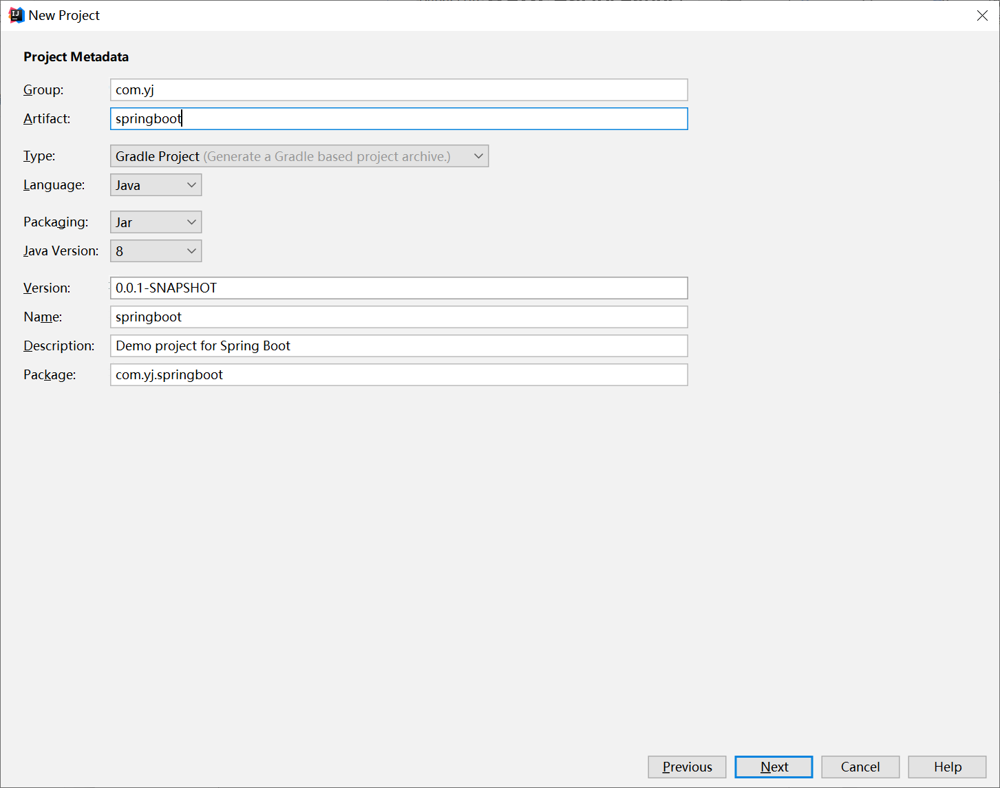 New Project
Project Metadata
Group: com.yj
Artifact: springboot
Type: Gradle Project (Generate a Gradle based project archive.)
Language: Java
Packaging: Jar
Java Version: 8
Version: 0.0.1-SNAPSHOT
Name: springboot
Description: Demo project for Spring Boot
Package: com.yj.springboot
Previous Next Cancel Help